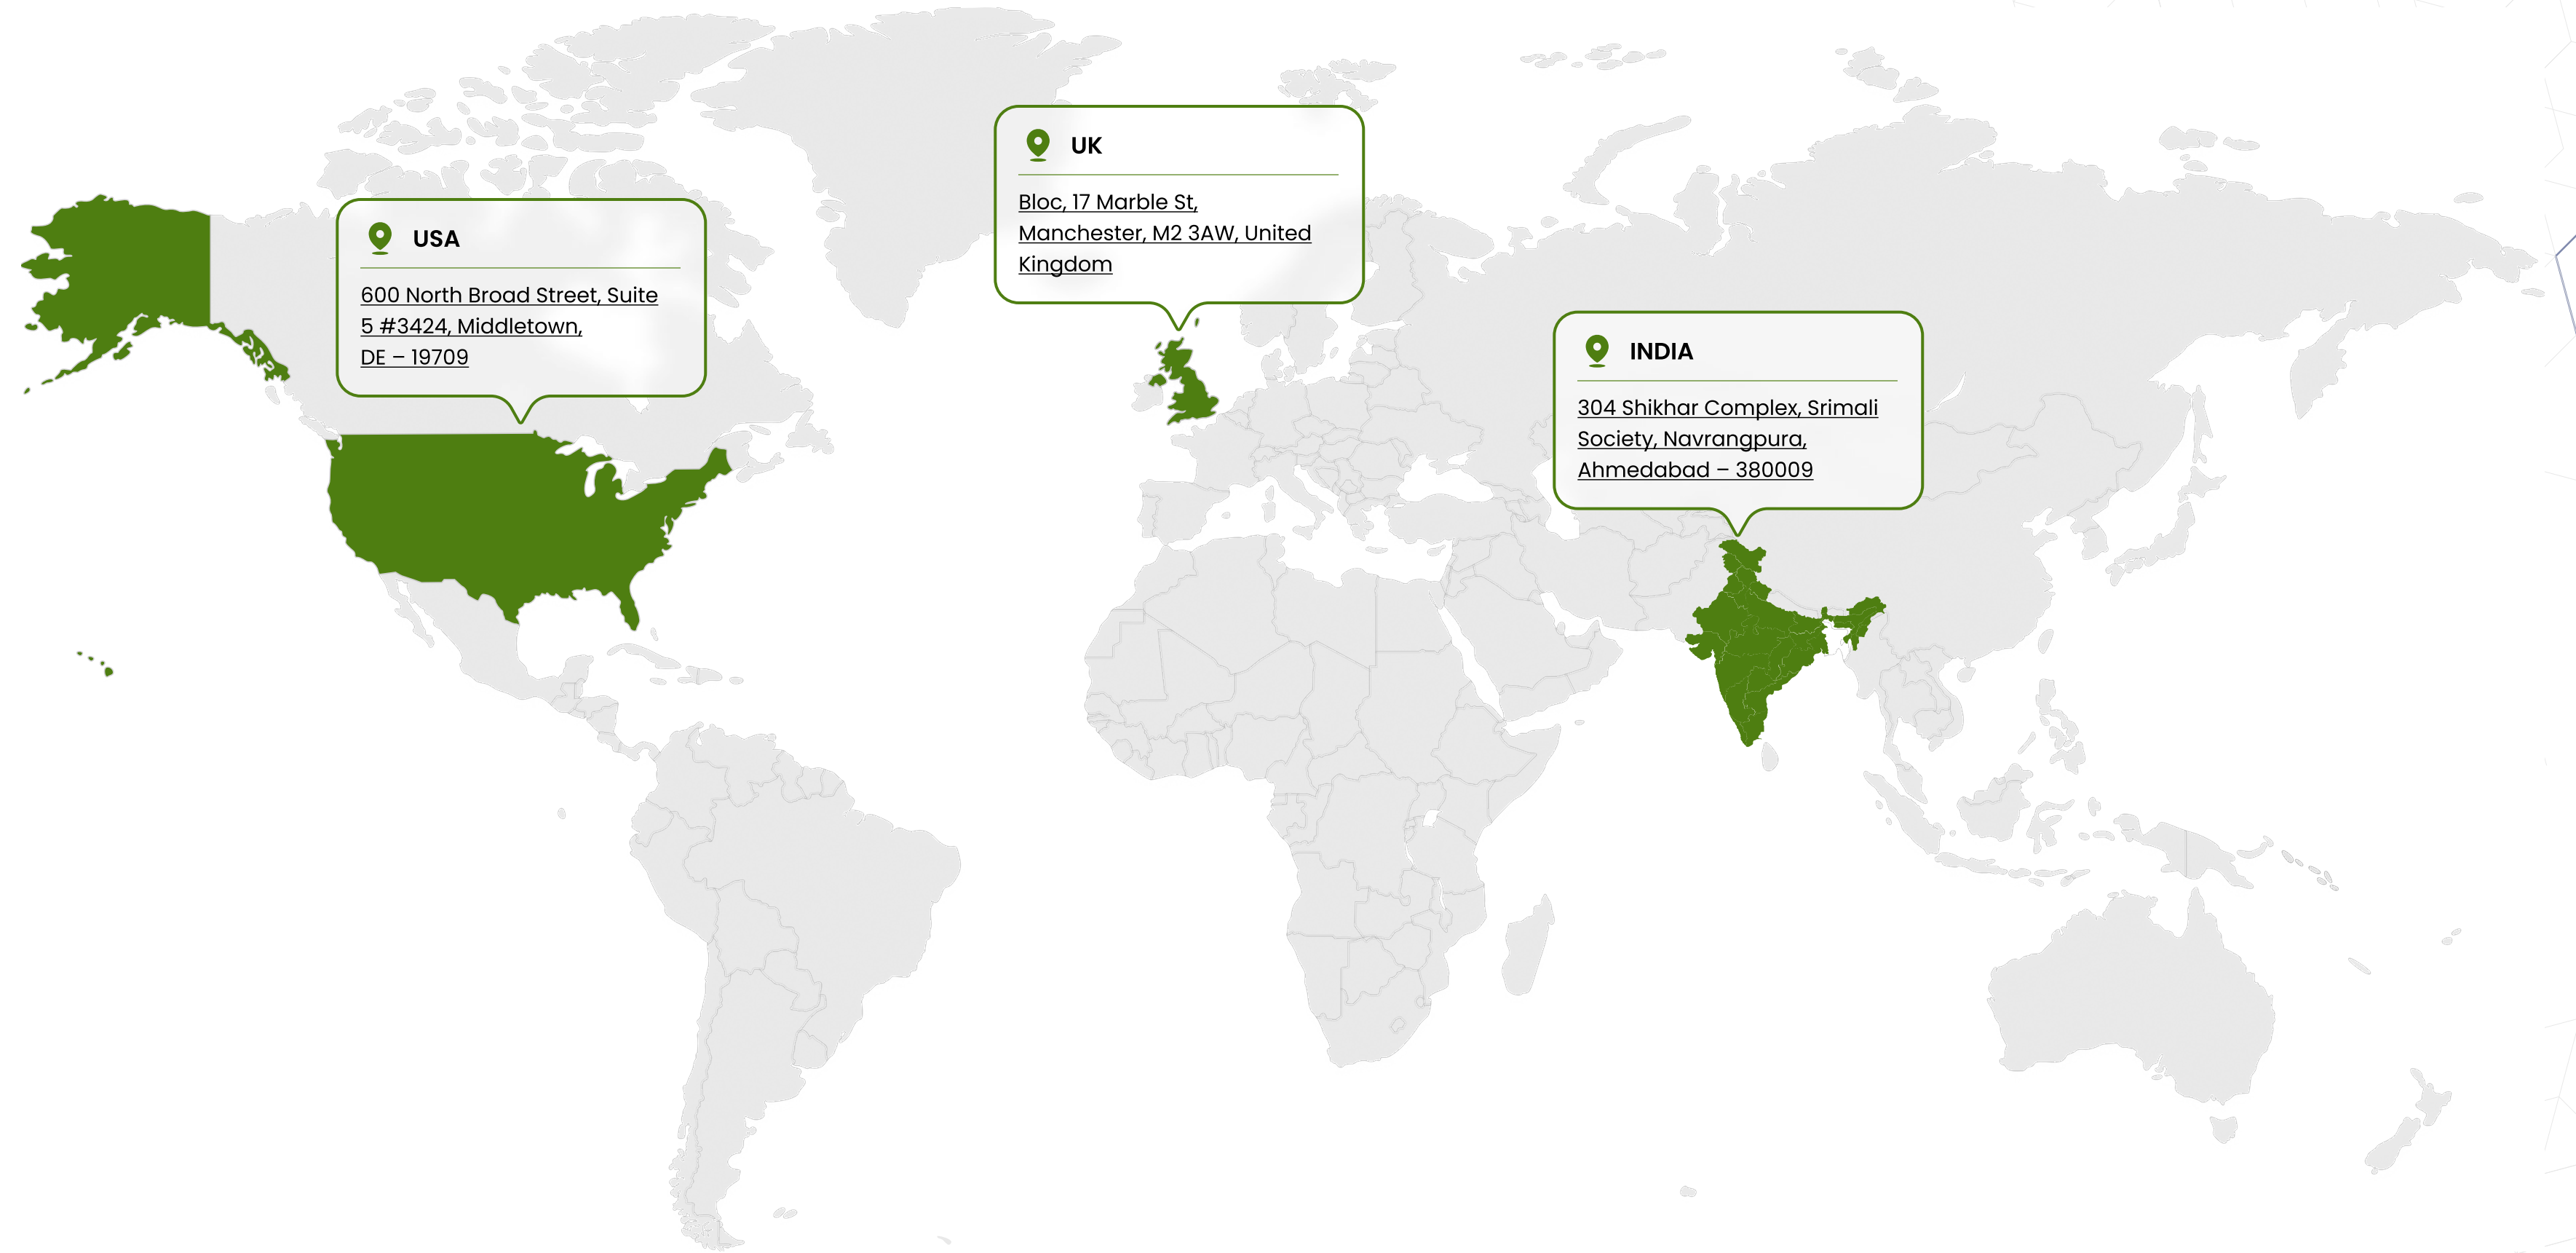 UK
Bloc, 17 Marble St,
Manchester, M2 3AW, United
Kingdom
USA
600 North Broad Street, Suite
5 #3424, Middletown,
DE – 19709
INDIA
304 Shikhar Complex, Srimali
Society, Navrangpura,
Ahmedabad – 380009